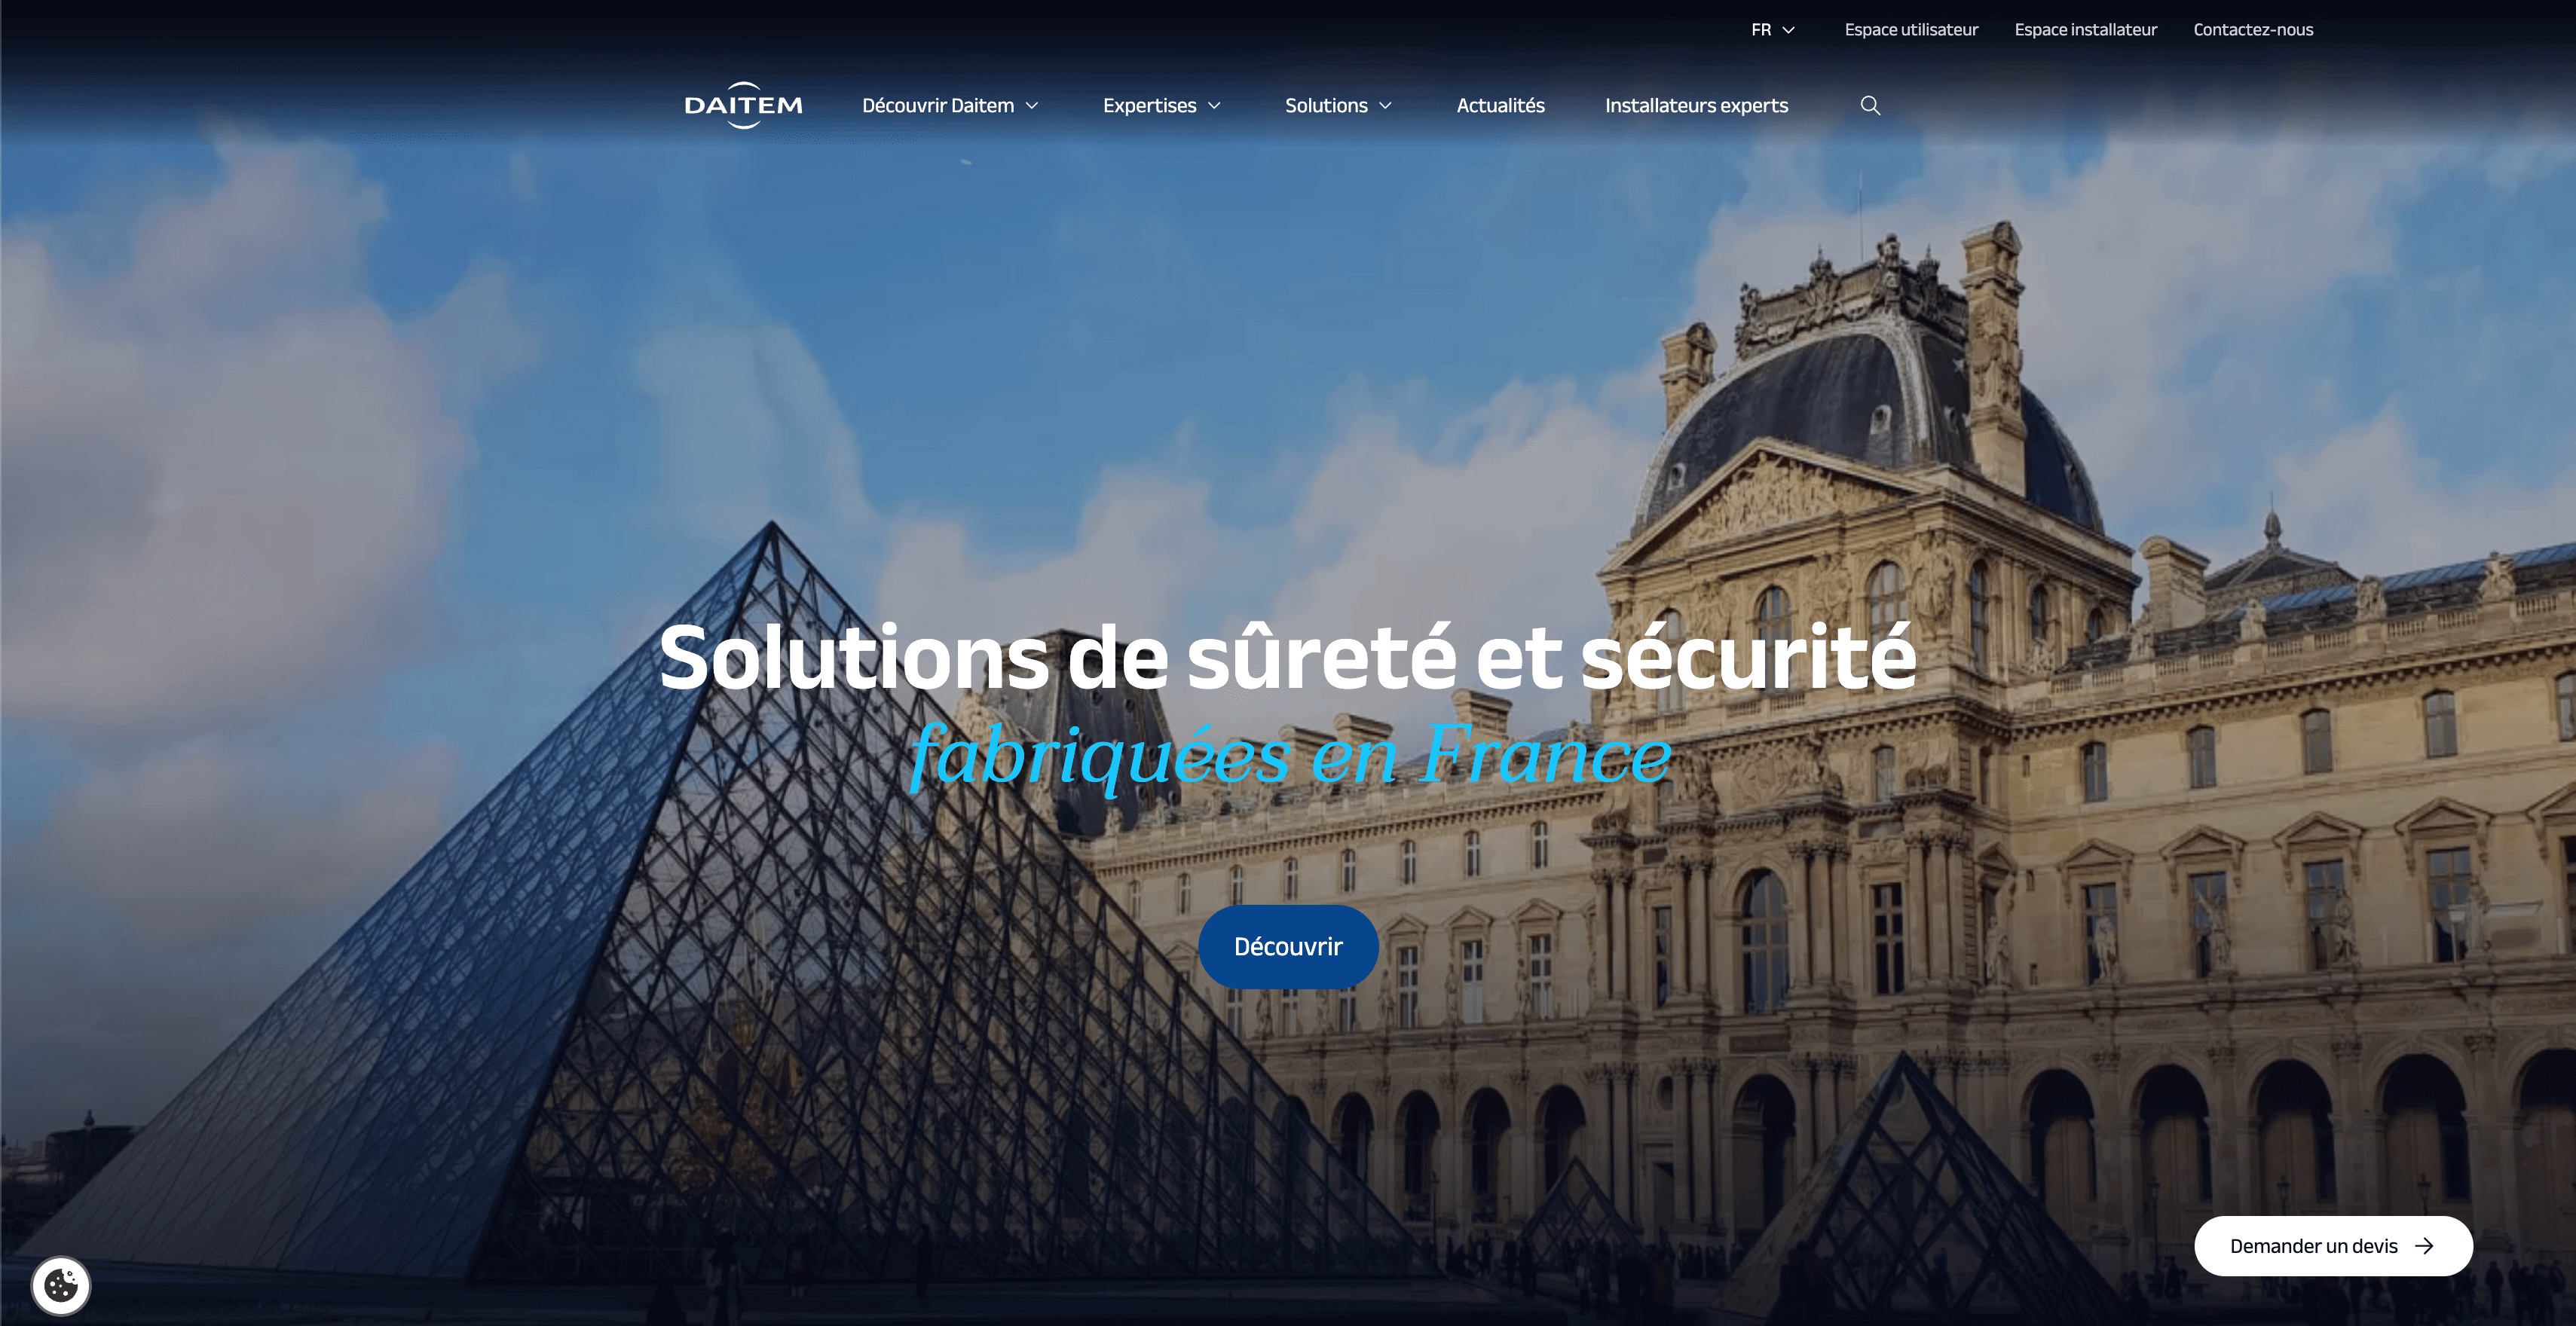 FR
Espace utilisateur
Espace installateur
Contactez-nous
DAITEM
Découvrir Daitem
Expertises
Solutions
Actualités
Installateurs experts
Solutions de sûreté et sécurité
fabriquées en France
Découvrir
Demander un devis